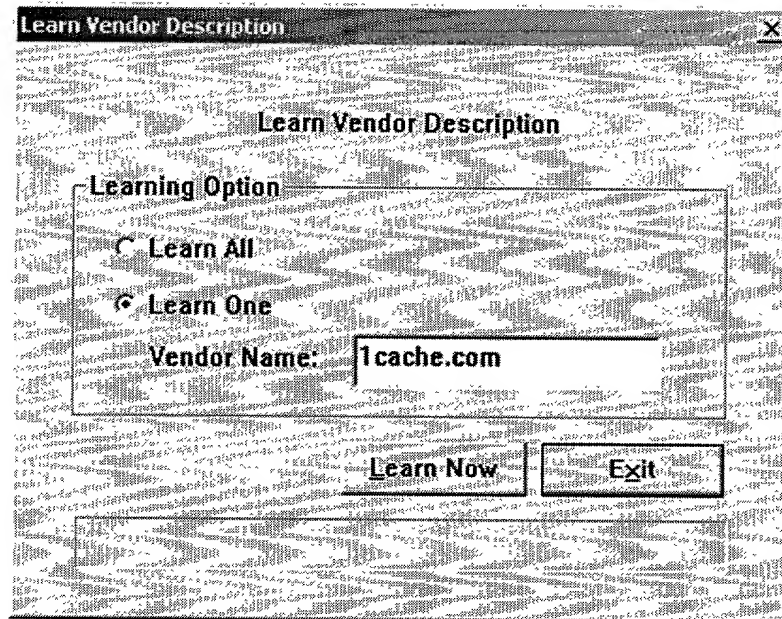 Learn Vendor Description
Learn Vendor Description
Learning Option
Learn All
Learn One
Vendor Name: 1cache.com
Learn Now Exit